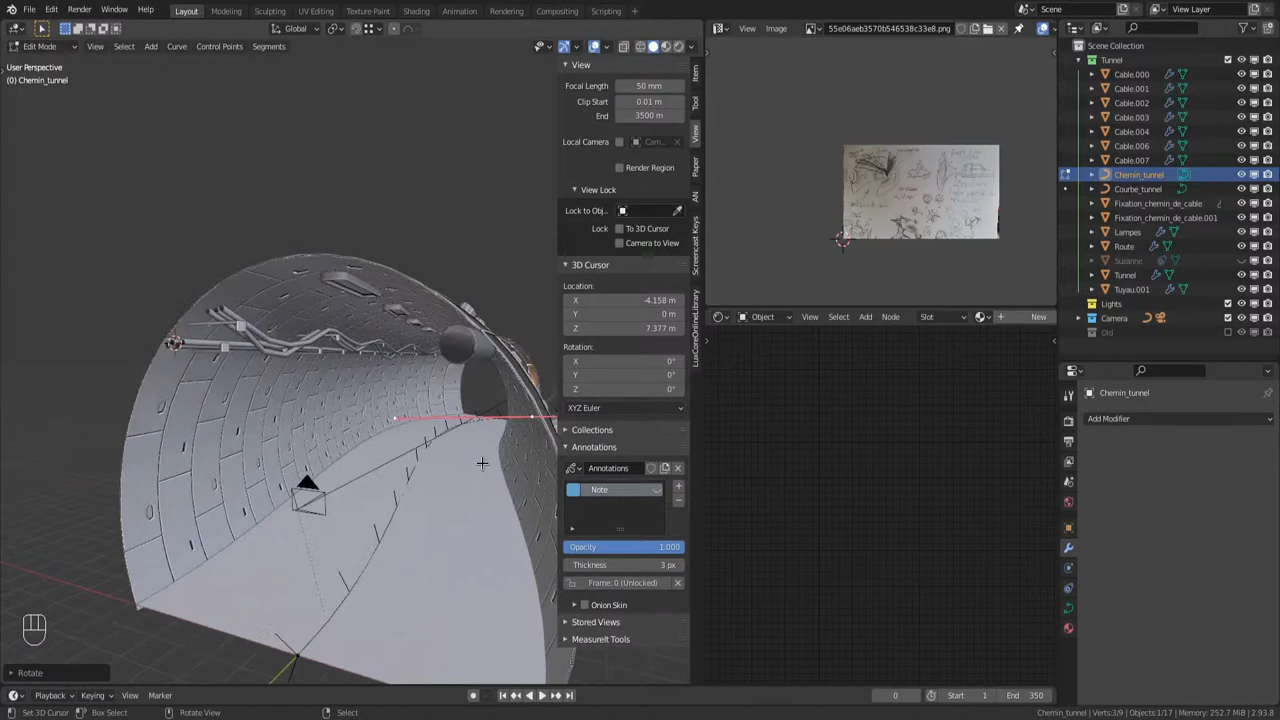 File Edit Render Window Help Layout Modeling Sculpting UV Editing Texture Paint Shading Animation Rendering Compositing Scripting Scene View Layer
Global View Image 55e06aeb3570b546538c33e8.png
Edit Mode View Select Add Curve Control Points Segments
User Perspective
(0) Chemin_tunnel
View
Focal Length 50 mm
Clip Start 0.01 m
End 3500 m
Local Camera Cam...
Render Region
View Lock
Lock to Obj...
Lock To 3D Cursor
Camera to View
3D Cursor
Location:
X -4.158 m
Y 0 m
Z 7.377 m
Rotation:
X 0°
Y 0°
Z 0°
XYZ Euler
Collections
Annotations
Annotations
Note
Opacity 1.000
Thickness 3 px
Frame: 0 (Unlocked)
Onion Skin
Stored Views
MeasureIt Tools
Item
Tool
View
Paper
AN
Screencast Keys
LuxCoreOnlineLibrary
Object View Select Add Node Slot New
Scene Collection
Tunnel
Cable.000
Cable.001
Cable.002
Cable.003
Cable.004
Cable.006
Cable.007
Chemin_tunnel
Courbe_tunnel
Fixation_chemin_de_cable
Fixation_chemin_de_cable.001
Lampes
Route
Suzanne
Tunnel
Tuyau.001
Lights
Camera
Old
Chemin_tunnel
Add Modifier
Rotate
Playback Keying View Marker 0 Start 1 End 350
Set 3D Cursor Box Select Rotate View Select Chemin_tunnel | Verts:3/9 | Objects:1/17 | Memory: 252.7 MiB | 2.93.8